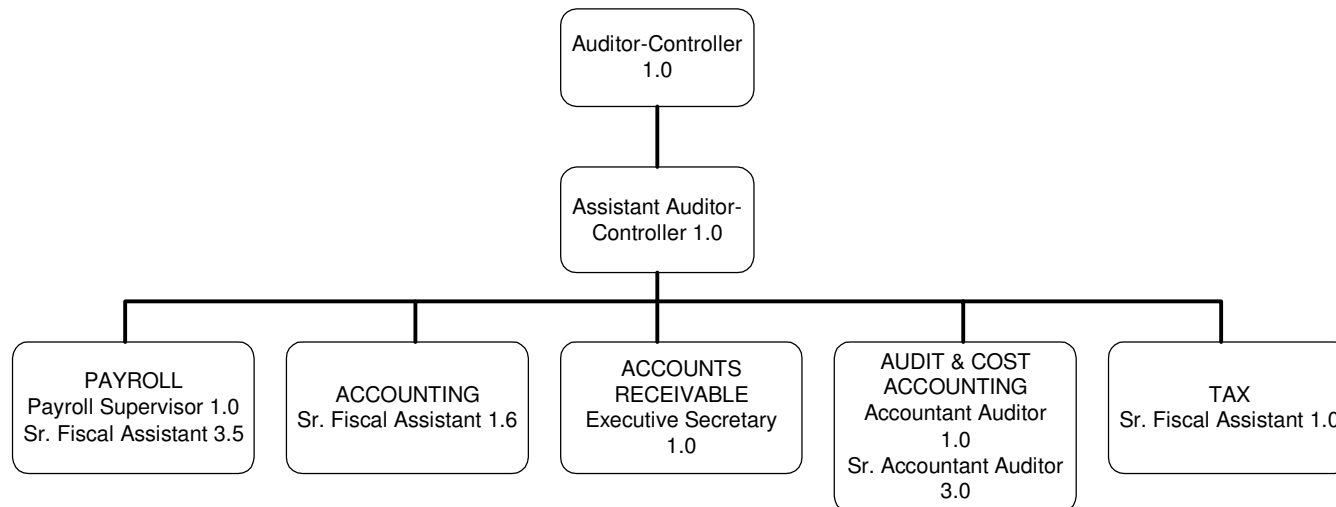 Auditor-Controller
1.0
Assistant Auditor-
Controller 1.0
PAYROLL
Payroll Supervisor 1.0
Sr. Fiscal Assistant 3.5
ACCOUNTING
Sr. Fiscal Assistant 1.6
ACCOUNTS
RECEIVABLE
Executive Secretary
1.0
AUDIT & COST
ACCOUNTING
Accountant Auditor
1.0
Sr. Accountant Auditor
3.0
TAX
Sr. Fiscal Assistant 1.0